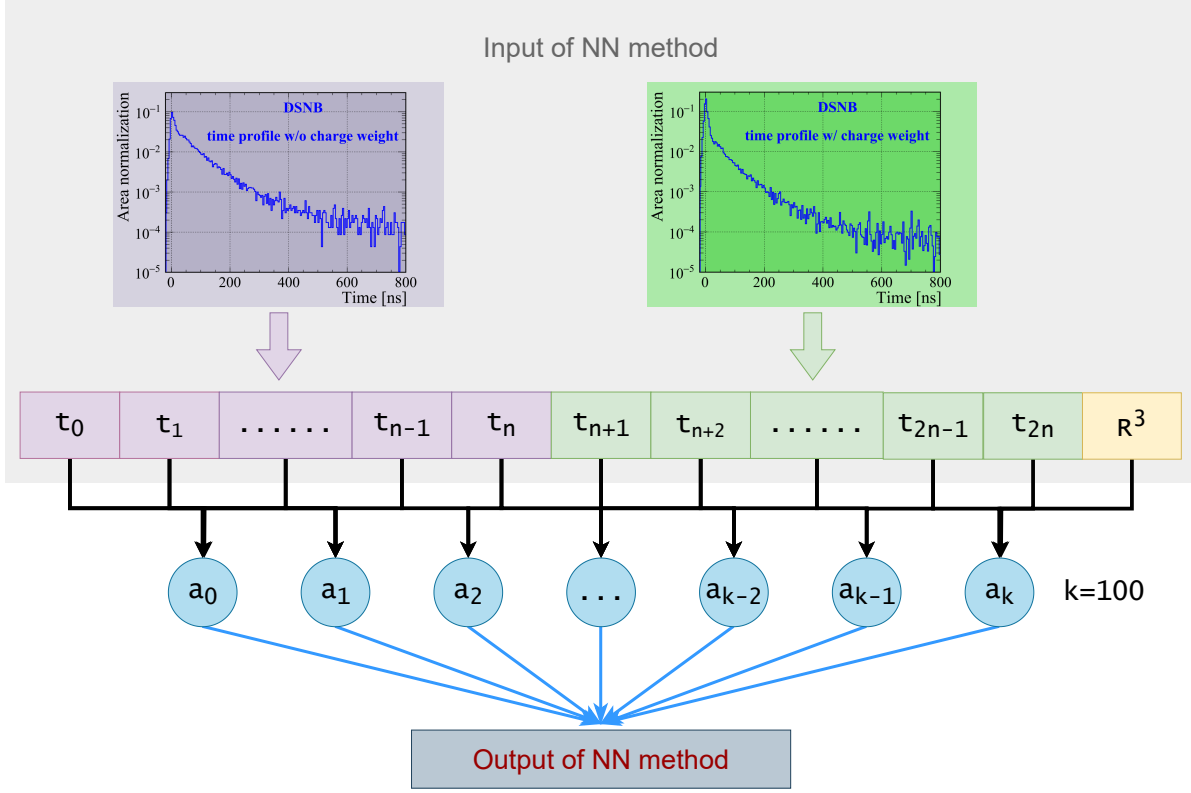 Input of NN method
DSNB
time profile w/o charge weight
Area normalization
10⁻¹
10⁻²
10⁻³
10⁻⁴
10⁻⁵
0 200 400 600 800
Time [ns]
DSNB
time profile w/ charge weight
Area normalization
10⁻¹
10⁻²
10⁻³
10⁻⁴
10⁻⁵
0 200 400 600 800
Time [ns]
t₀ t₁ ...... tₙ₋₁ tₙ tₙ₊₁ tₙ₊₂ ...... t₂ₙ₋₁ t₂ₙ R³
a₀ a₁ a₂ ... aₖ₋₂ aₖ₋₁ aₖ k=100
Output of NN method